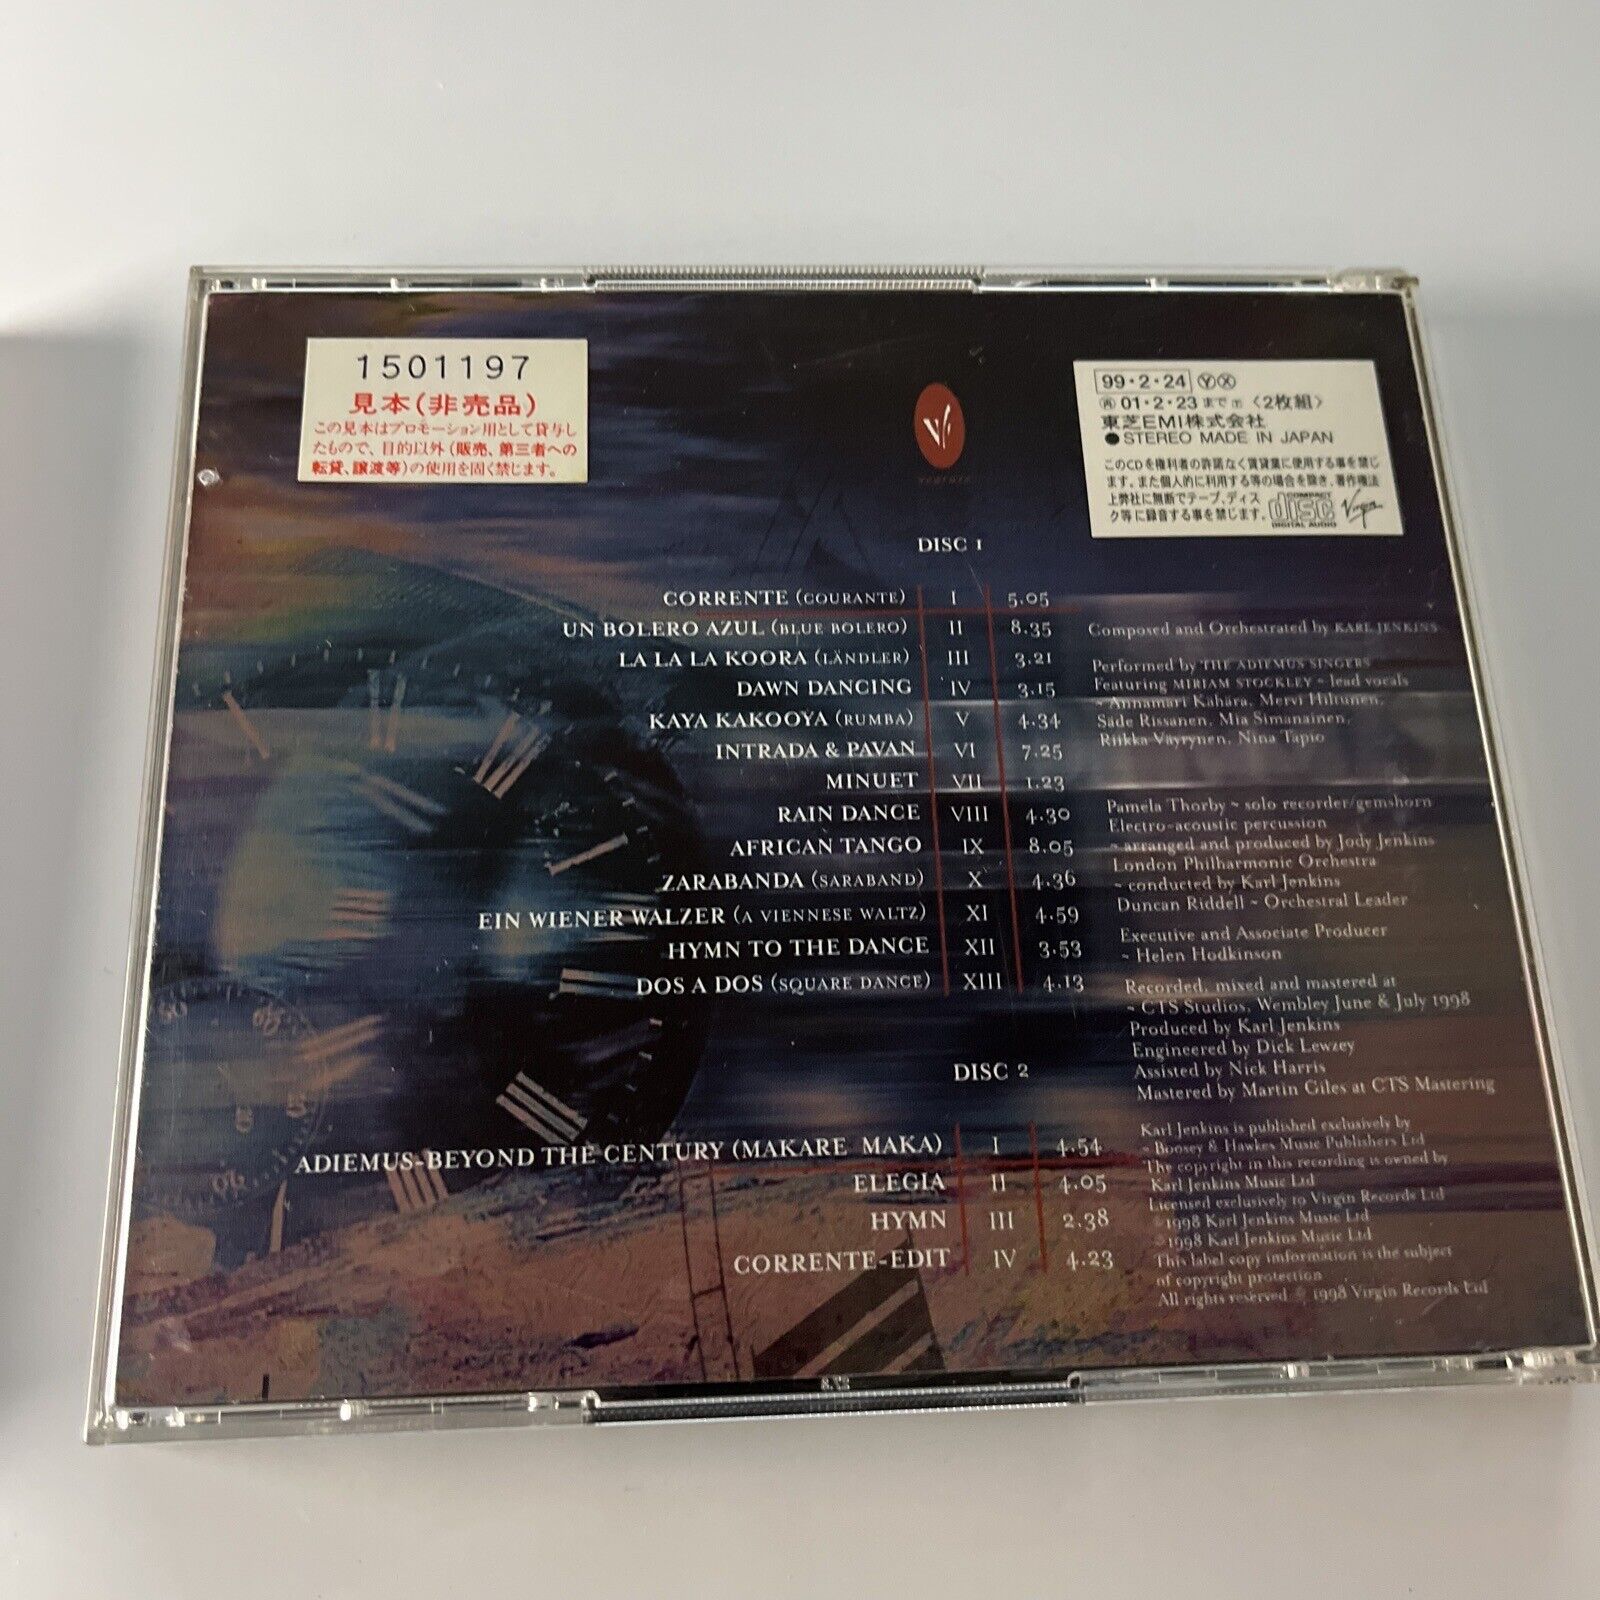 1501197
見本(非売品)
この見本はプロモーション用として貸与し
たもので、目的以外(販売、第三者への
転貸、譲渡等)の使用を固く禁じます。
99・2・24 Ⓨ Ⓧ
再 01・2・23 まで 〈2枚組〉
東芝EMI株式会社
●STEREO MADE IN JAPAN
このCDを権利者の許諾なく賃貸業に使用する事を禁じ
ます。また個人的に利用する等の場合を除き、著作権法
上弊社に無断でテープ、ディス
ク等に録音する事を禁じます。
COMPACT
disc
DIGITAL AUDIO
Virgin
venture
DISC 1
CORRENTE (COURANTE) I 5.05
UN BOLERO AZUL (BLUE BOLERO) II 8.35
LA LA LA KOORA (LÄNDLER) III 3.21
DAWN DANCING IV 3.15
KAYA KAKOOYA (RUMBA) V 4.34
INTRADA & PAVAN VI 7.25
MINUET VII 1.23
RAIN DANCE VIII 4.30
AFRICAN TANGO IX 8.05
ZARABANDA (SARABAND) X 4.36
EIN WIENER WALZER (A VIENNESE WALTZ) XI 4.59
HYMN TO THE DANCE XII 3.53
DOS A DOS (SQUARE DANCE) XIII 4.13
DISC 2
ADIEMUS-BEYOND THE CENTURY (MAKARE MAKA) I 4.54
ELEGIA II 4.05
HYMN III 2.38
CORRENTE-EDIT IV 4.23
Composed and Orchestrated by KARL JENKINS
Performed by THE ADIEMUS SINGERS
Featuring MIRIAM STOCKLEY ~ lead vocals
~ Annamari Kähärä, Mervi Hiltunen,
Säde Rissanen, Mia Simanainen,
Riikka Väyrynen, Nina Tapio
Pamela Thorby ~ solo recorder/gemshorn
Electro-acoustic percussion
~ arranged and produced by Jody Jenkins
London Philharmonic Orchestra
~ conducted by Karl Jenkins
Duncan Riddell ~ Orchestral Leader
Executive and Associate Producer
~ Helen Hodkinson
Recorded, mixed and mastered at
~ CTS Studios, Wembley June & July 1998
Produced by Karl Jenkins
Engineered by Dick Lewzey
Assisted by Nick Harris
Mastered by Martin Giles at CTS Mastering
Karl Jenkins is published exclusively by
~ Boosey & Hawkes Music Publishers Ltd
The copyright in this recording is owned by
Karl Jenkins Music Ltd
Licensed exclusively to Virgin Records Ltd
℗1998 Karl Jenkins Music Ltd
©1998 Karl Jenkins Music Ltd
This label copy imformation is the subject
of copyright protection
All rights reserved © 1998 Virgin Records Ltd